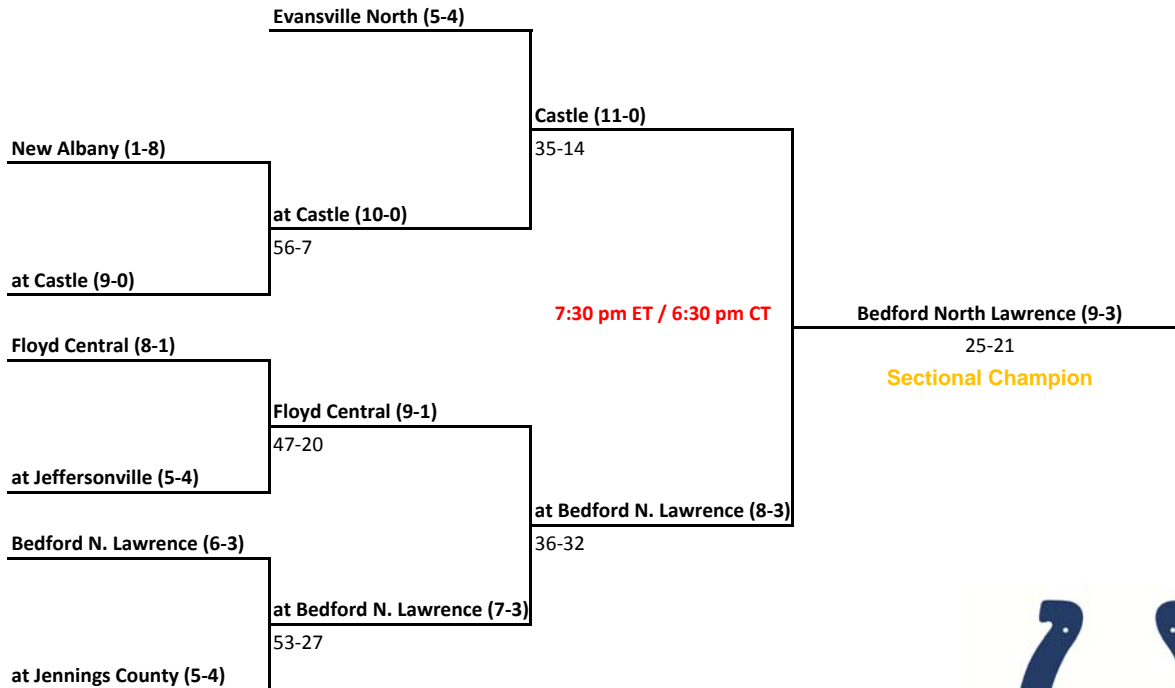 Evansville North (5-4)
Castle (11-0)
New Albany (1-8)
35-14
at Castle (10-0)
56-7
at Castle (9-0)
7:30 pm ET / 6:30 pm CT
Bedford North Lawrence (9-3)
Floyd Central (8-1)
25-21
Sectional Champion
Floyd Central (9-1)
47-20
at Jeffersonville (5-4)
at Bedford N. Lawrence (8-3)
Bedford N. Lawrence (6-3)
36-32
at Bedford N. Lawrence (7-3)
53-27
at Jennings County (5-4)